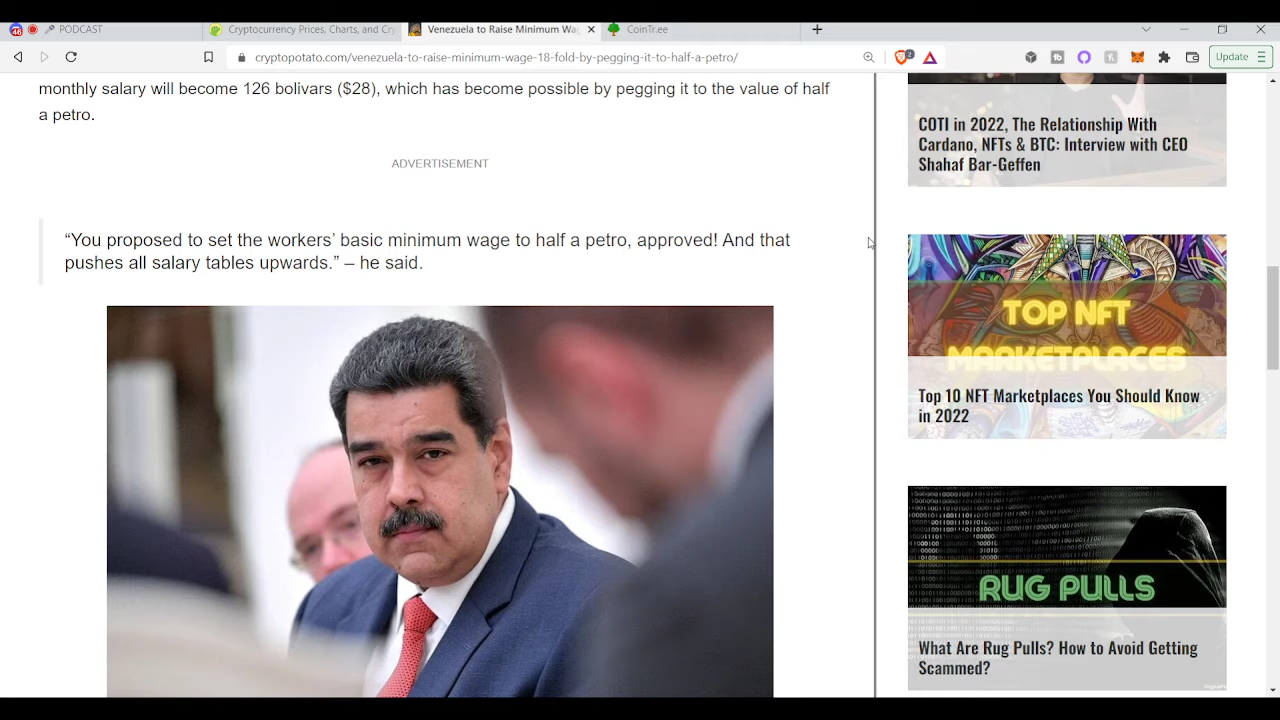 46
PODCAST
Cryptocurrency Prices, Charts, and Cry
Venezuela to Raise Minimum Wag
CoinTree
cryptopotato.com/venezuela-to-raise-minimum-wage-18-fold-by-pegging-it-to-half-a-petro/
2
Update
monthly salary will become 126 bolivars ($28), which has become possible by pegging it to the value of half
a petro.
ADVERTISEMENT
“You proposed to set the workers’ basic minimum wage to half a petro, approved! And that
pushes all salary tables upwards.” – he said.
COTI in 2022, The Relationship With
Cardano, NFTs & BTC: Interview with CEO
Shahaf Bar-Geffen
TOP NFT
MARKETPLACES
Top 10 NFT Marketplaces You Should Know
in 2022
RUG PULLS
What Are Rug Pulls? How to Avoid Getting
Scammed?